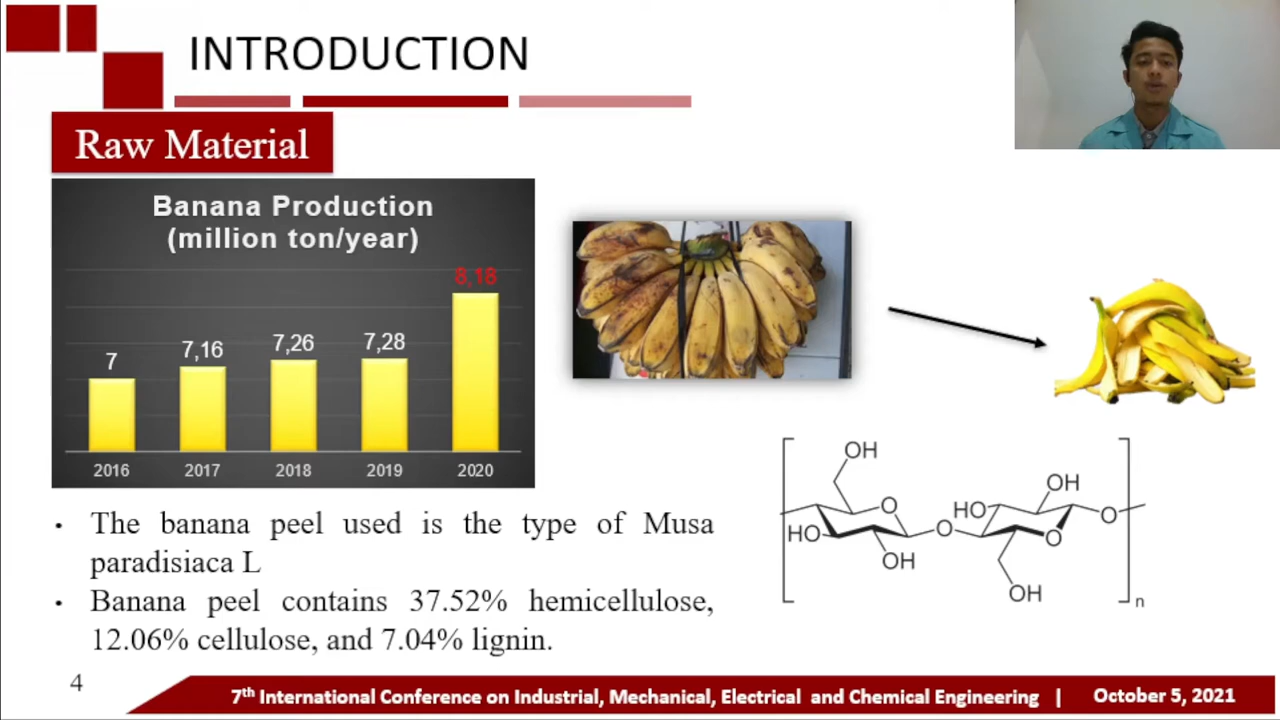 INTRODUCTION
Raw Material
Banana Production
(million ton/year)
7
7,16
7,26
7,28
8,18
2016
2017
2018
2019
2020
OH
HO
O
OH
O
HO
OH
O
O
OH
n
The banana peel used is the type of Musa
paradisiaca L
Banana peel contains 37.52% hemicellulose,
12.06% cellulose, and 7.04% lignin.
4
7th International Conference on Industrial, Mechanical, Electrical and Chemical Engineering | October 5, 2021